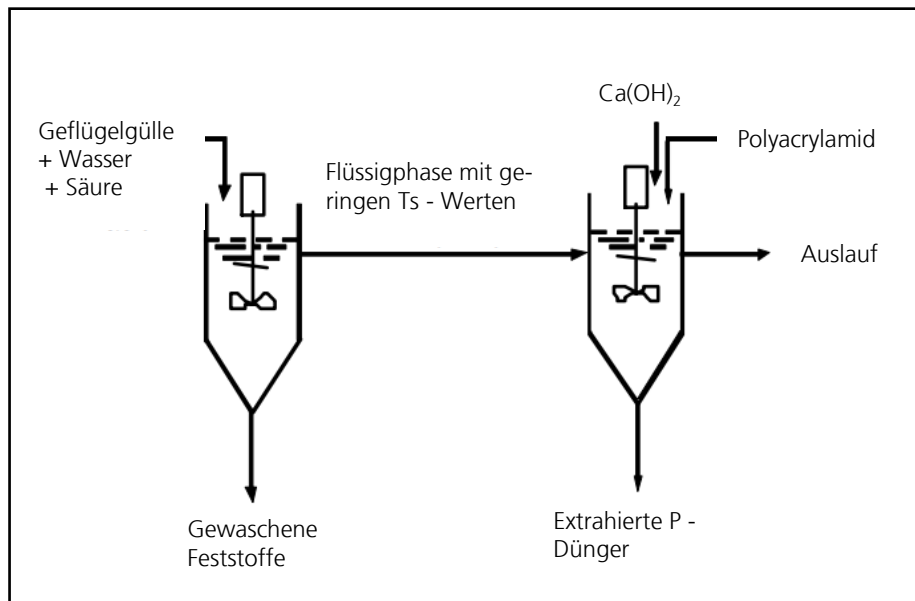 Geflügelgülle
+ Wasser
+ Säure
Flüssigphase mit ge-
ringen Ts - Werten
Ca(OH)₂
Polyacrylamid
Auslauf
Gewaschene
Feststoffe
Extrahierte P -
Dünger